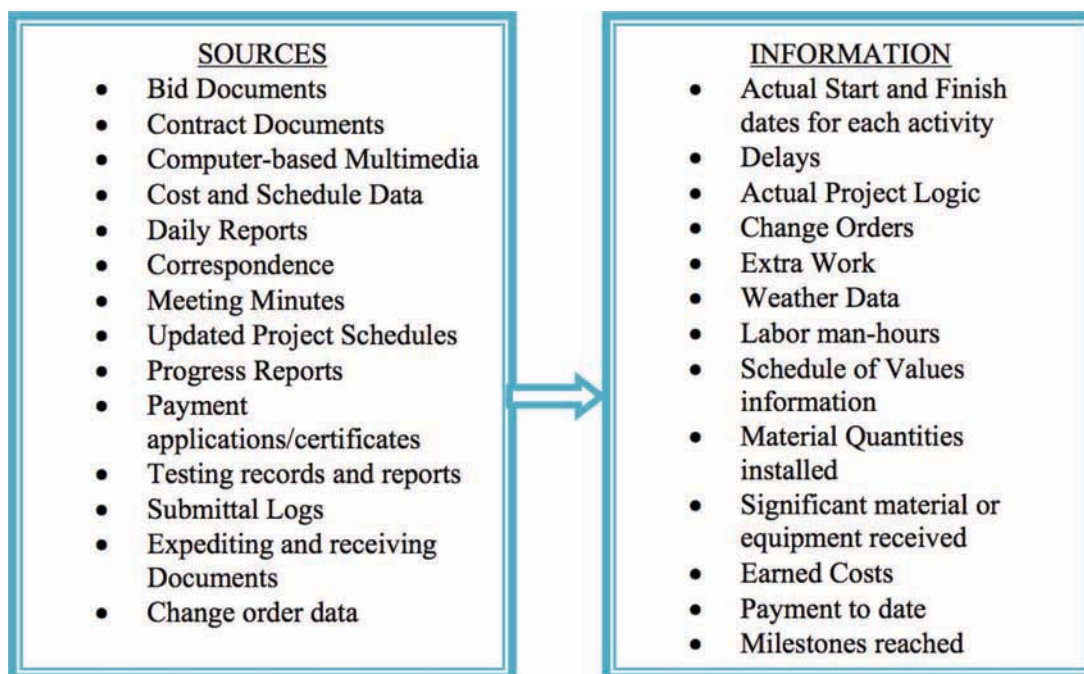 SOURCES
• Bid Documents
• Contract Documents
• Computer-based Multimedia
• Cost and Schedule Data
• Daily Reports
• Correspondence
• Meeting Minutes
• Updated Project Schedules
• Progress Reports
• Payment
applications/certificates
• Testing records and reports
• Submittal Logs
• Expediting and receiving
Documents
• Change order data
INFORMATION
• Actual Start and Finish
dates for each activity
• Delays
• Actual Project Logic
• Change Orders
• Extra Work
• Weather Data
• Labor man-hours
• Schedule of Values
information
• Material Quantities
installed
• Significant material or
equipment received
• Earned Costs
• Payment to date
• Milestones reached